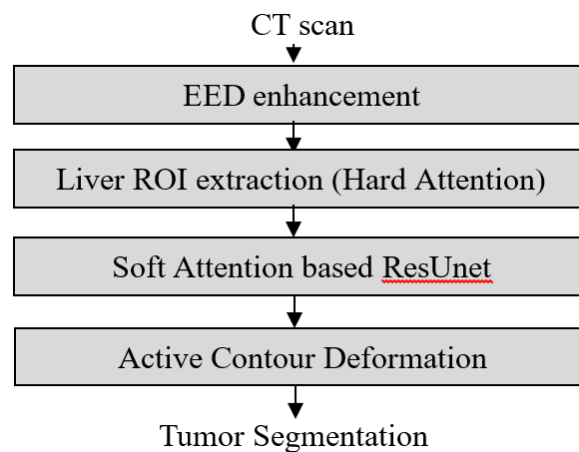 CT scan
EED enhancement
Liver ROI extraction (Hard Attention)
Soft Attention based ResUnet
Active Contour Deformation
Tumor Segmentation